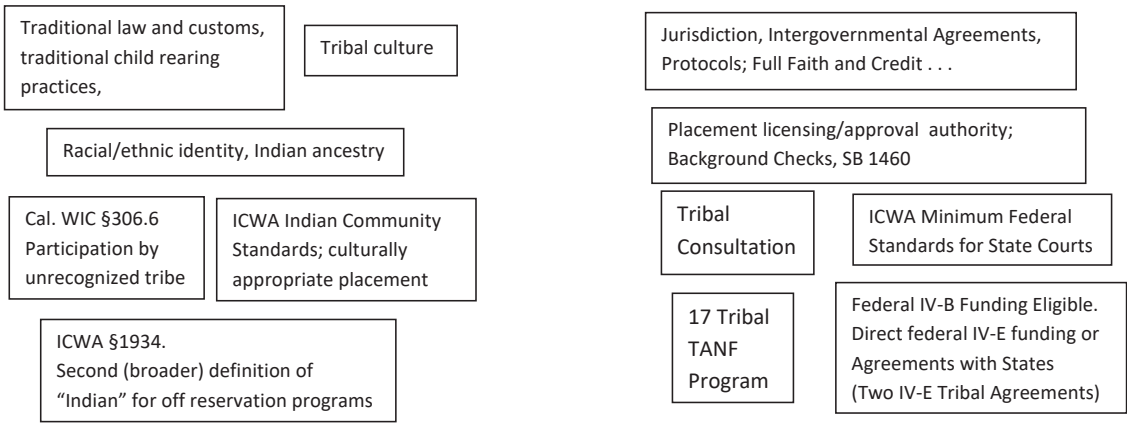 Traditional law and customs,
traditional child rearing
practices,
Tribal culture
Racial/ethnic identity, Indian ancestry
Cal. WIC §306.6
Participation by
unrecognized tribe
ICWA Indian Community
Standards; culturally
appropriate placement
ICWA §1934.
Second (broader) definition of
“Indian” for off reservation programs
Jurisdiction, Intergovernmental Agreements,
Protocols; Full Faith and Credit . . .
Placement licensing/approval authority;
Background Checks, SB 1460
Tribal
Consultation
ICWA Minimum Federal
Standards for State Courts
17 Tribal
TANF
Program
Federal IV-B Funding Eligible.
Direct federal IV-E funding or
Agreements with States
(Two IV-E Tribal Agreements)